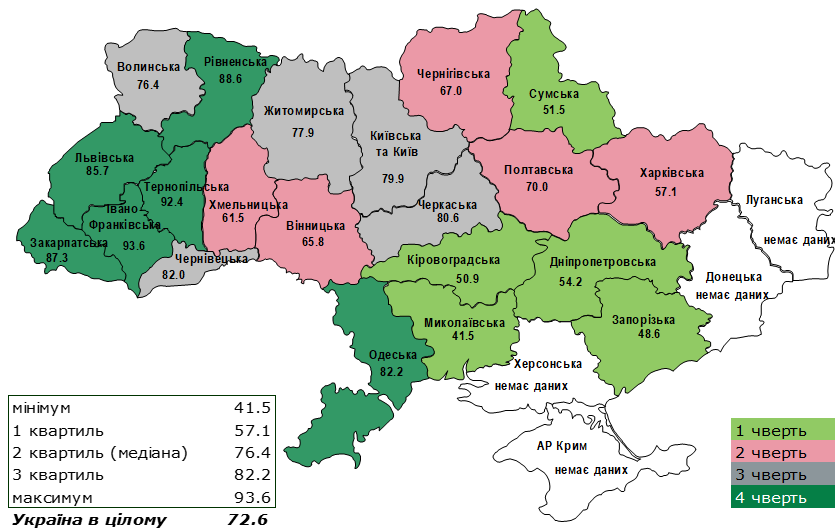 Волинська
76.4
Рівненська
88.6
Житомирська
77.9
Київська
та Київ
79.9
Чернігівська
67.0
Сумська
51.5
Львівська
85.7
Тернопільська
92.4
Хмельницька
61.5
Вінницька
65.8
Черкаська
80.6
Полтавська
70.0
Харківська
57.1
Луганська
немає даних
Івано
Франківська
93.6
Закарпатська
87.3
Чернівецька
82.0
Кіровоградська
50.9
Дніпропетровська
54.2
Донецька
немає даних
Одеська
82.2
Миколаївська
41.5
Запорізька
48.6
Херсонська
немає даних
АР Крим
немає даних
мінімум 41.5
1 квартиль 57.1
2 квартиль (медіана) 76.4
3 квартиль 82.2
максимум 93.6
Україна в цілому 72.6
1 чверть
2 чверть
3 чверть
4 чверть